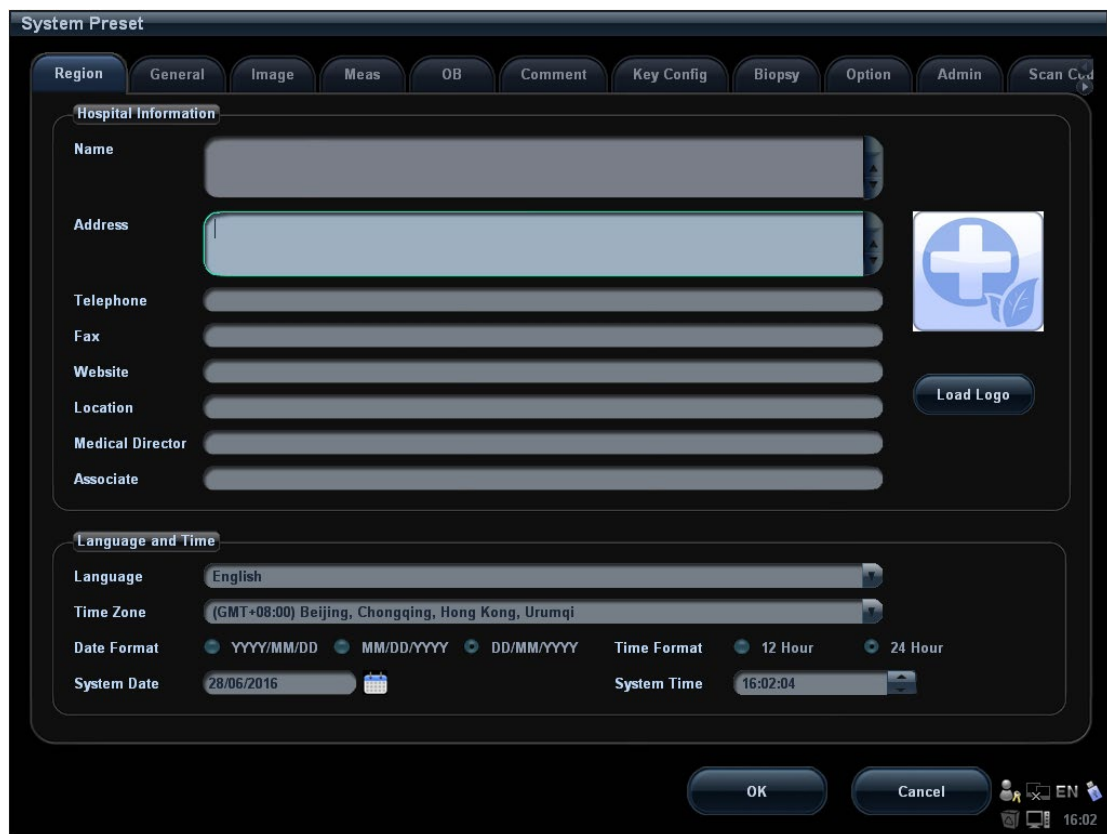 System Preset
Region General Image Meas OB Comment Key Config Biopsy Option Admin Scan
Hospital Information
Name
Address
Telephone
Fax
Website
Load Logo
Location
Medical Director
Associate
Language and Time
Language English
Time Zone (GMT+08:00) Beijing, Chongqing, Hong Kong, Urumqi
Date Format YYYY/MM/DD MM/DD/YYYY DD/MM/YYYY Time Format 12 Hour 24 Hour
System Date 28/06/2016 System Time 16:02:04
OK Cancel EN
16:02